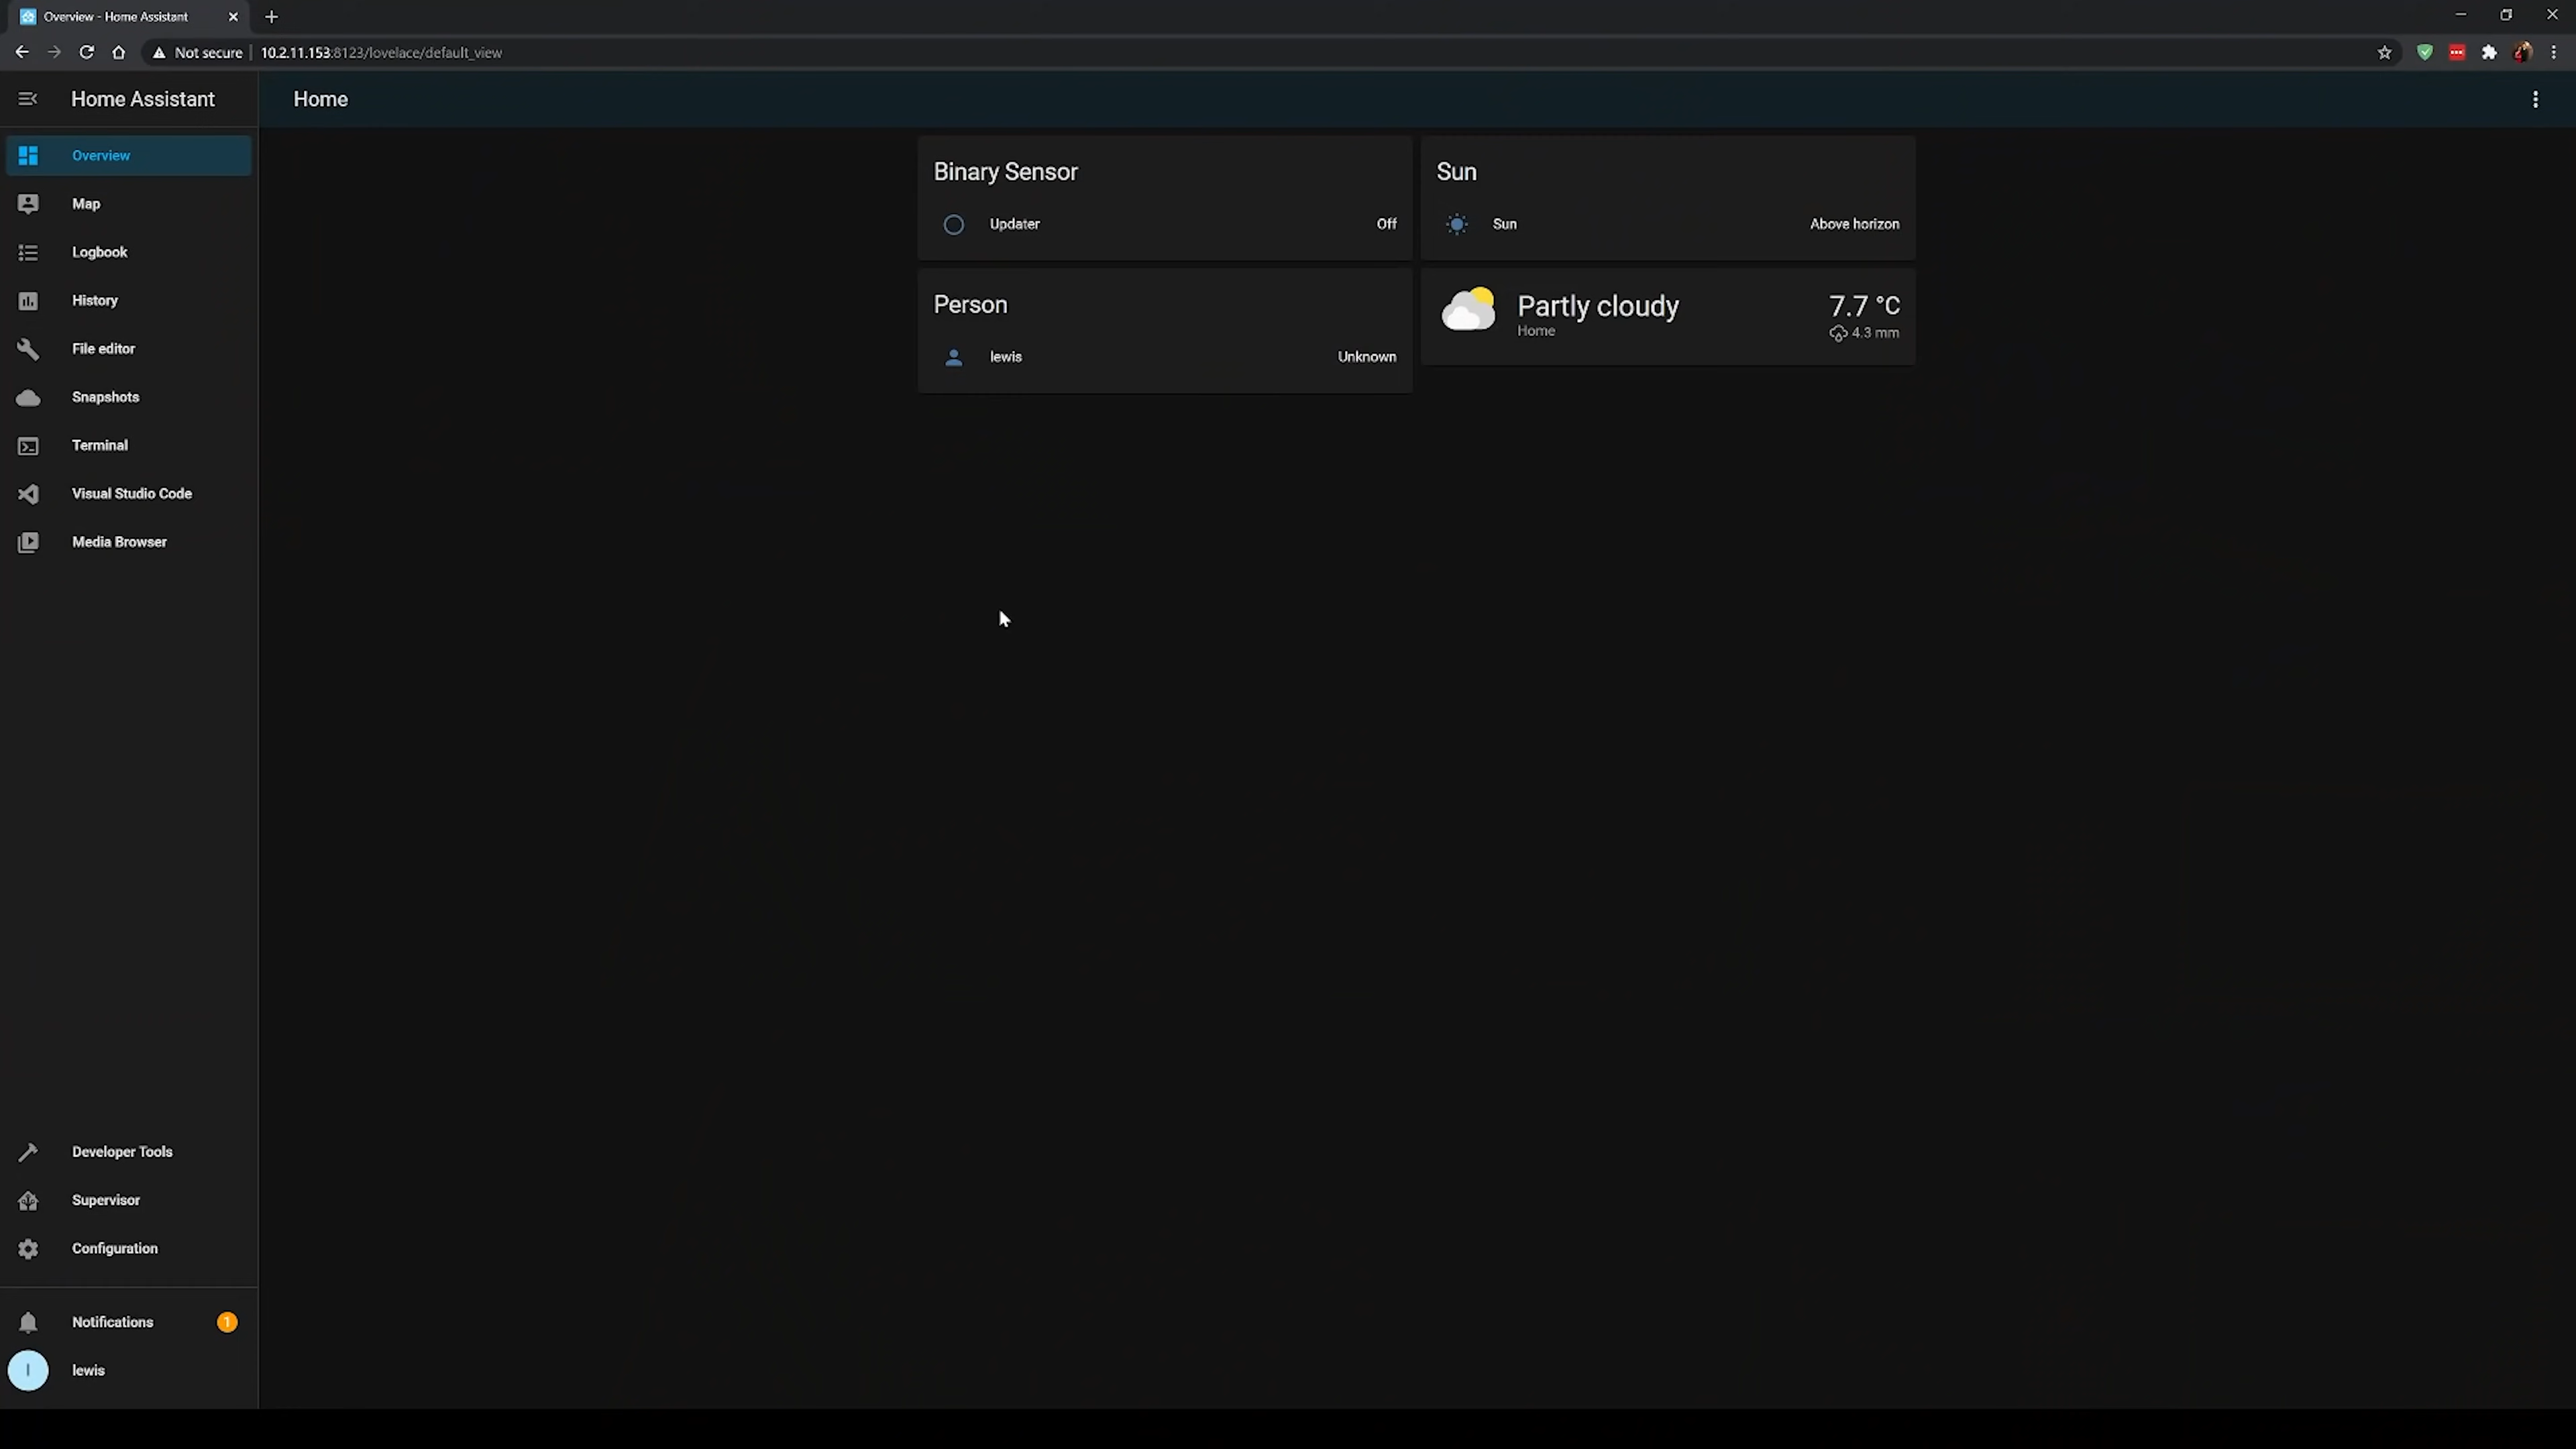 Overview - Home Assistant
Not secure | 10.2.11.153:8123/lovelace/default_view
Home Assistant
Home
Overview
Map
Logbook
History
File editor
Snapshots
Terminal
Visual Studio Code
Media Browser
Developer Tools
Supervisor
Configuration
Notifications 1
l lewis
Binary Sensor
Updater Off
Person
lewis Unknown
Sun
Sun Above horizon
Partly cloudy 7.7 °C
Home 4.3 mm